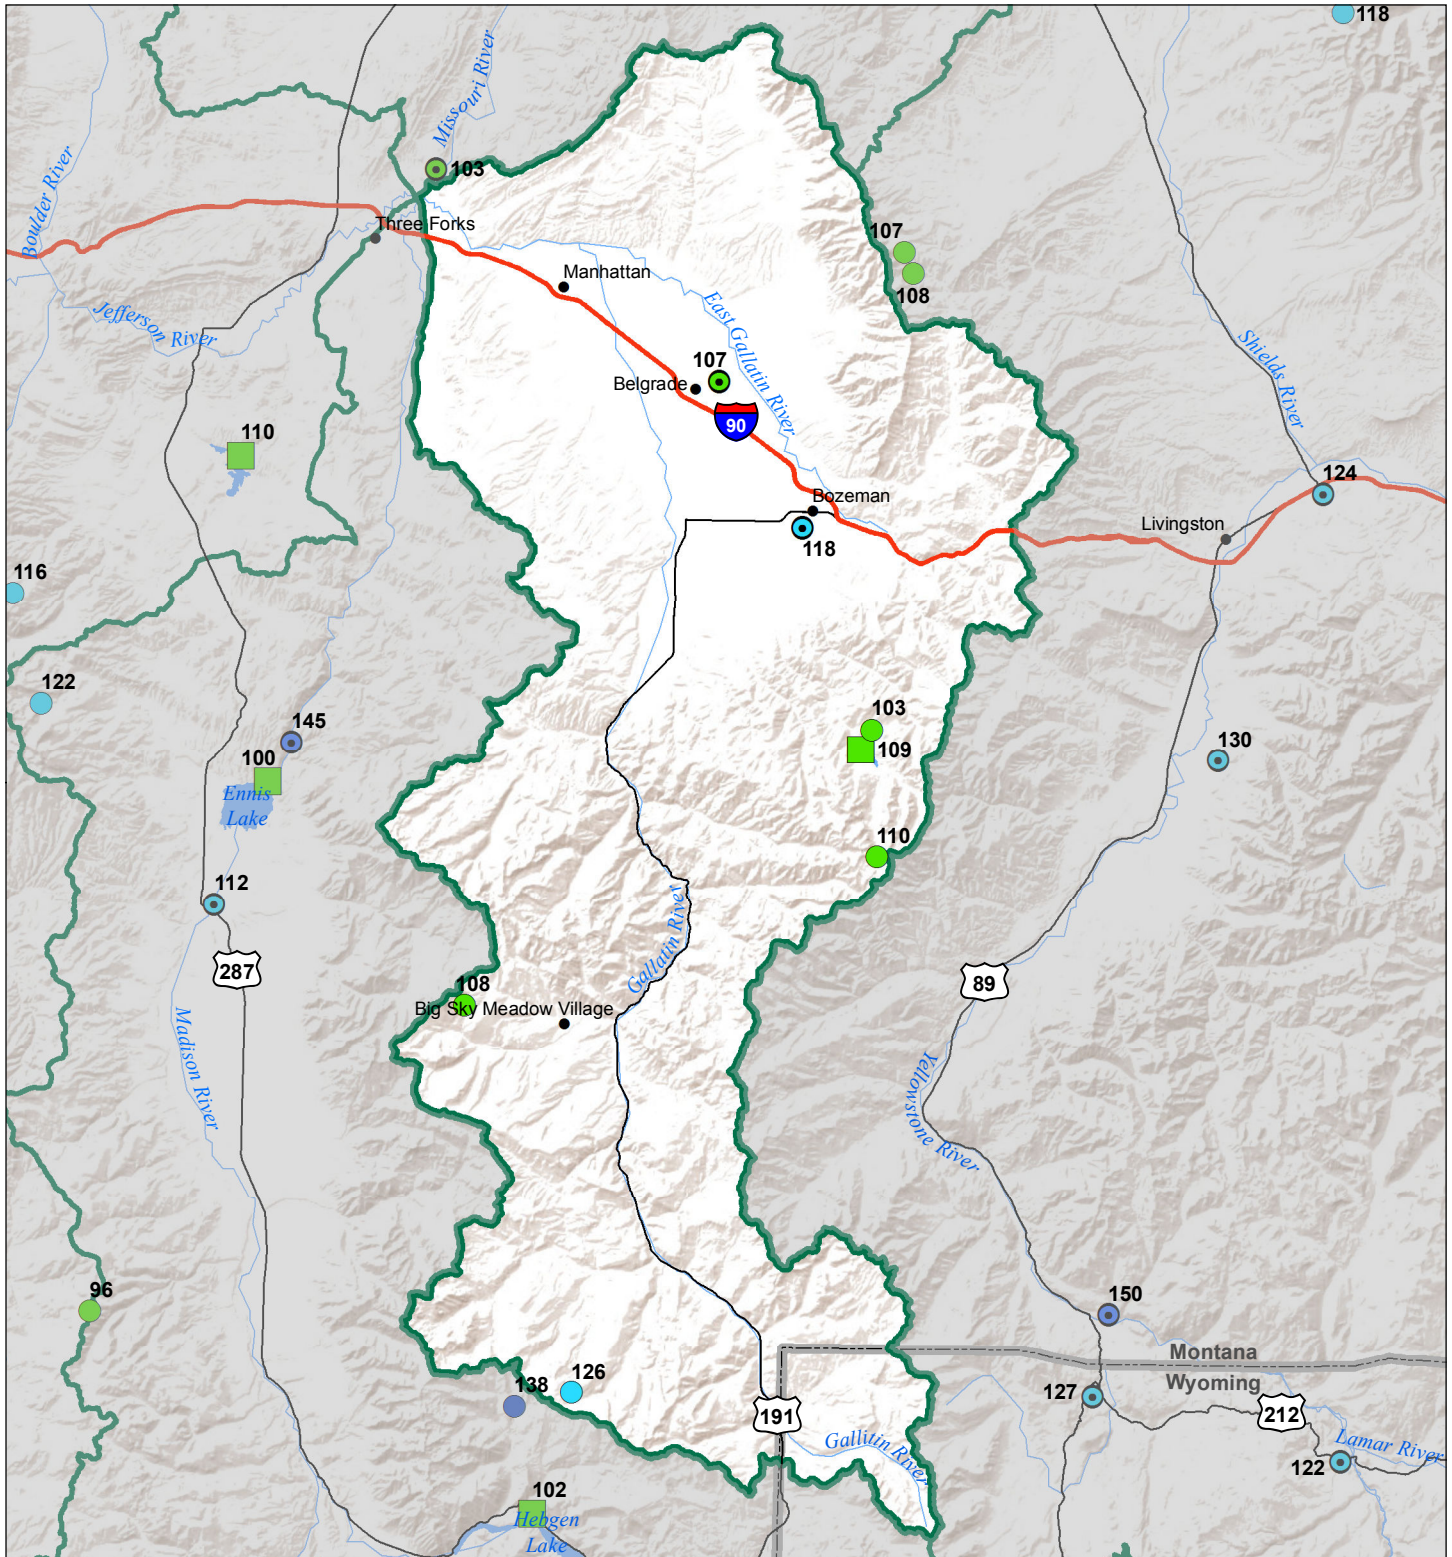 118
Missouri River
103
Boulder River
Three Forks
107
108
Manhattan
East Gallatin River
Jefferson River
Shields River
107
Belgrade
90
110
124
Bozeman
118
Livingston
116
122
145
103
109
130
100
Ennis
Lake
110
112
Gallatin River
287
89
108
Big Sky Meadow Village
Madison River
Yellowstone River
96
150
Montana
Wyoming
138
126
127
191
212
Gallitin River
Lamar River
122
102
Hebgen
Lake